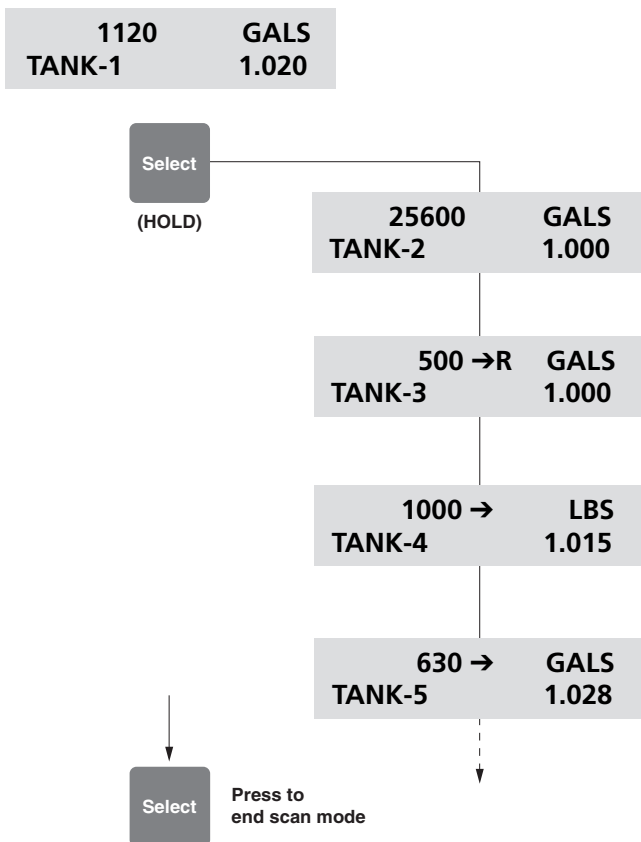 1120 GALS
TANK-1 1.020
Select
(HOLD)
25600 GALS
TANK-2 1.000
500 ➔R GALS
TANK-3 1.000
1000 ➔ LBS
TANK-4 1.015
630 ➔ GALS
TANK-5 1.028
Select
Press to
end scan mode